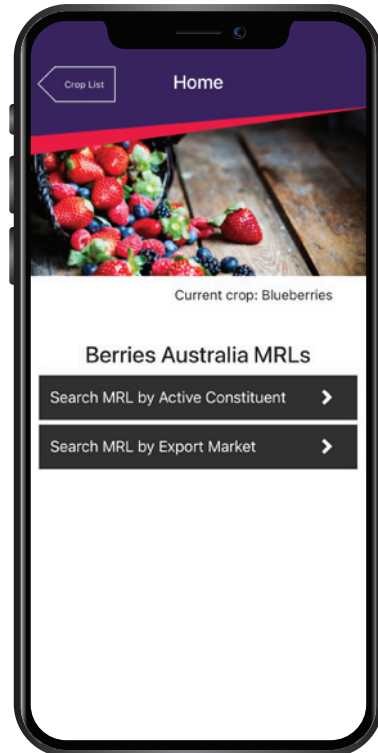 Crop List
Home
Current crop: Blueberries
Berries Australia MRLs
Search MRL by Active Constituent
Search MRL by Export Market